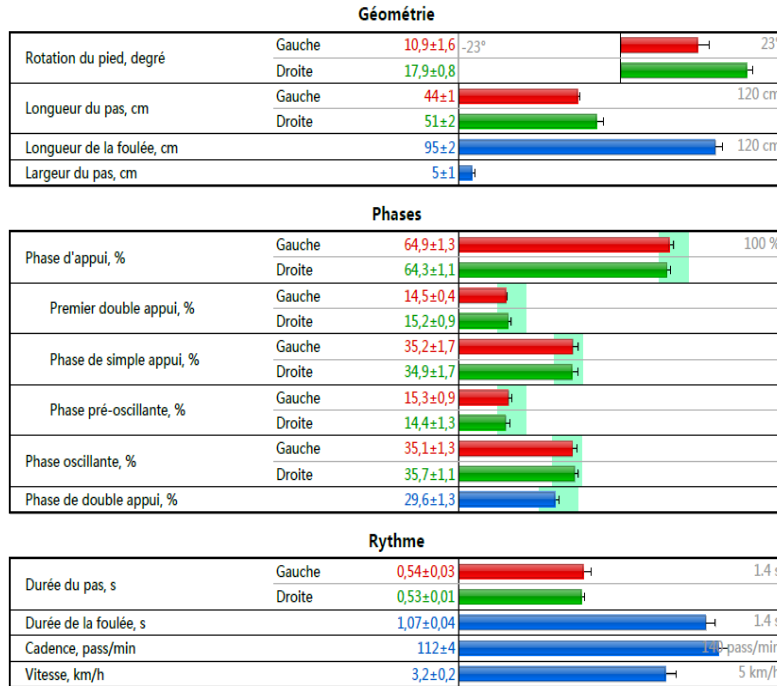 Géométrie
Rotation du pied, degré Gauche 10,9±1,6 -23° 23°
Droite 17,9±0,8
Longueur du pas, cm Gauche 44±1 120 cm
Droite 51±2
Longueur de la foulée, cm 95±2 120 cm
Largeur du pas, cm 5±1
Phases
Phase d'appui, % Gauche 64,9±1,3 100 %
Droite 64,3±1,1
Premier double appui, % Gauche 14,5±0,4
Droite 15,2±0,9
Phase de simple appui, % Gauche 35,2±1,7
Droite 34,9±1,7
Phase pré-oscillante, % Gauche 15,3±0,9
Droite 14,4±1,3
Phase oscillante, % Gauche 35,1±1,3
Droite 35,7±1,1
Phase de double appui, % 29,6±1,3
Rythme
Durée du pas, s Gauche 0,54±0,03 1.4 s
Droite 0,53±0,01
Durée de la foulée, s 1,07±0,04 1.4 s
Cadence, pass/min 112±4 140 pass/min
Vitesse, km/h 3,2±0,2 5 km/h